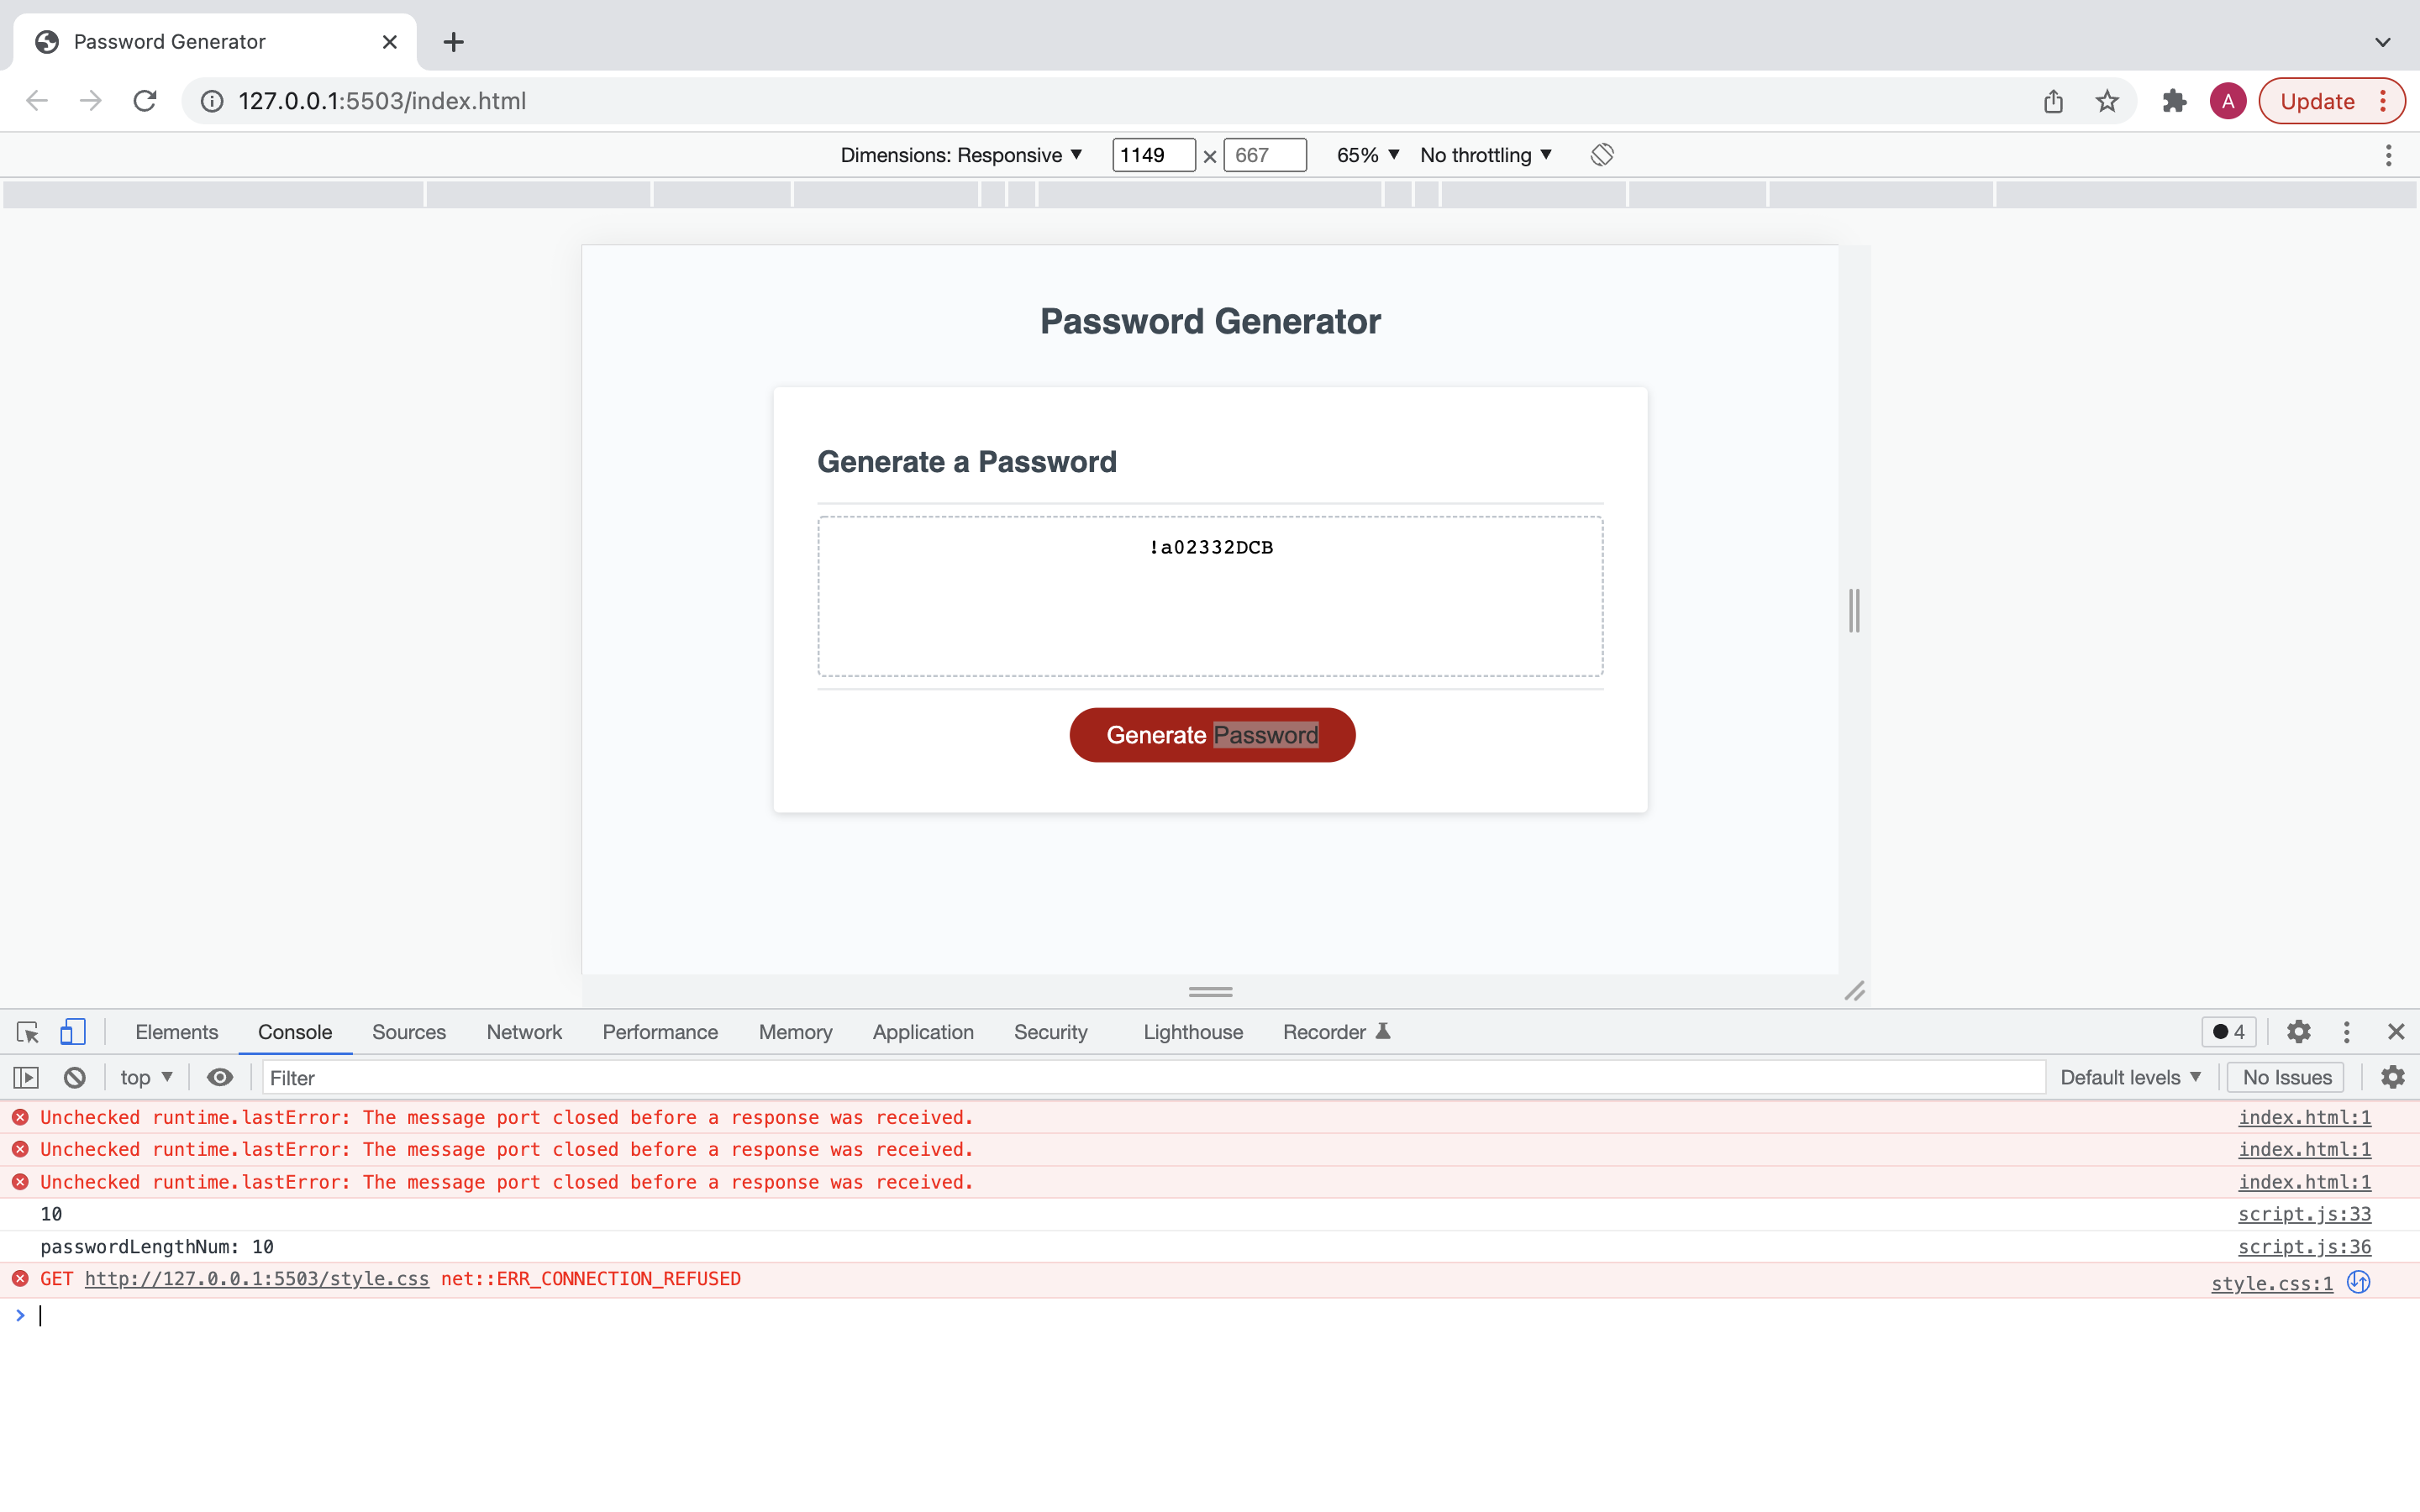 Password Generator
127.0.0.1:5503/index.html
A
Update
Dimensions: Responsive ▼ 1149 × 667 65% ▼ No throttling ▼
Password Generator
Generate a Password
!a02332DCB
Generate Password
Elements Console Sources Network Performance Memory Application Security Lighthouse Recorder 4
top ▼ Filter Default levels ▼ No Issues
Unchecked runtime.lastError: The message port closed before a response was received. index.html:1
Unchecked runtime.lastError: The message port closed before a response was received. index.html:1
Unchecked runtime.lastError: The message port closed before a response was received. index.html:1
10 script.js:33
passwordLengthNum: 10 script.js:36
GET http://127.0.0.1:5503/style.css net::ERR_CONNECTION_REFUSED style.css:1
>